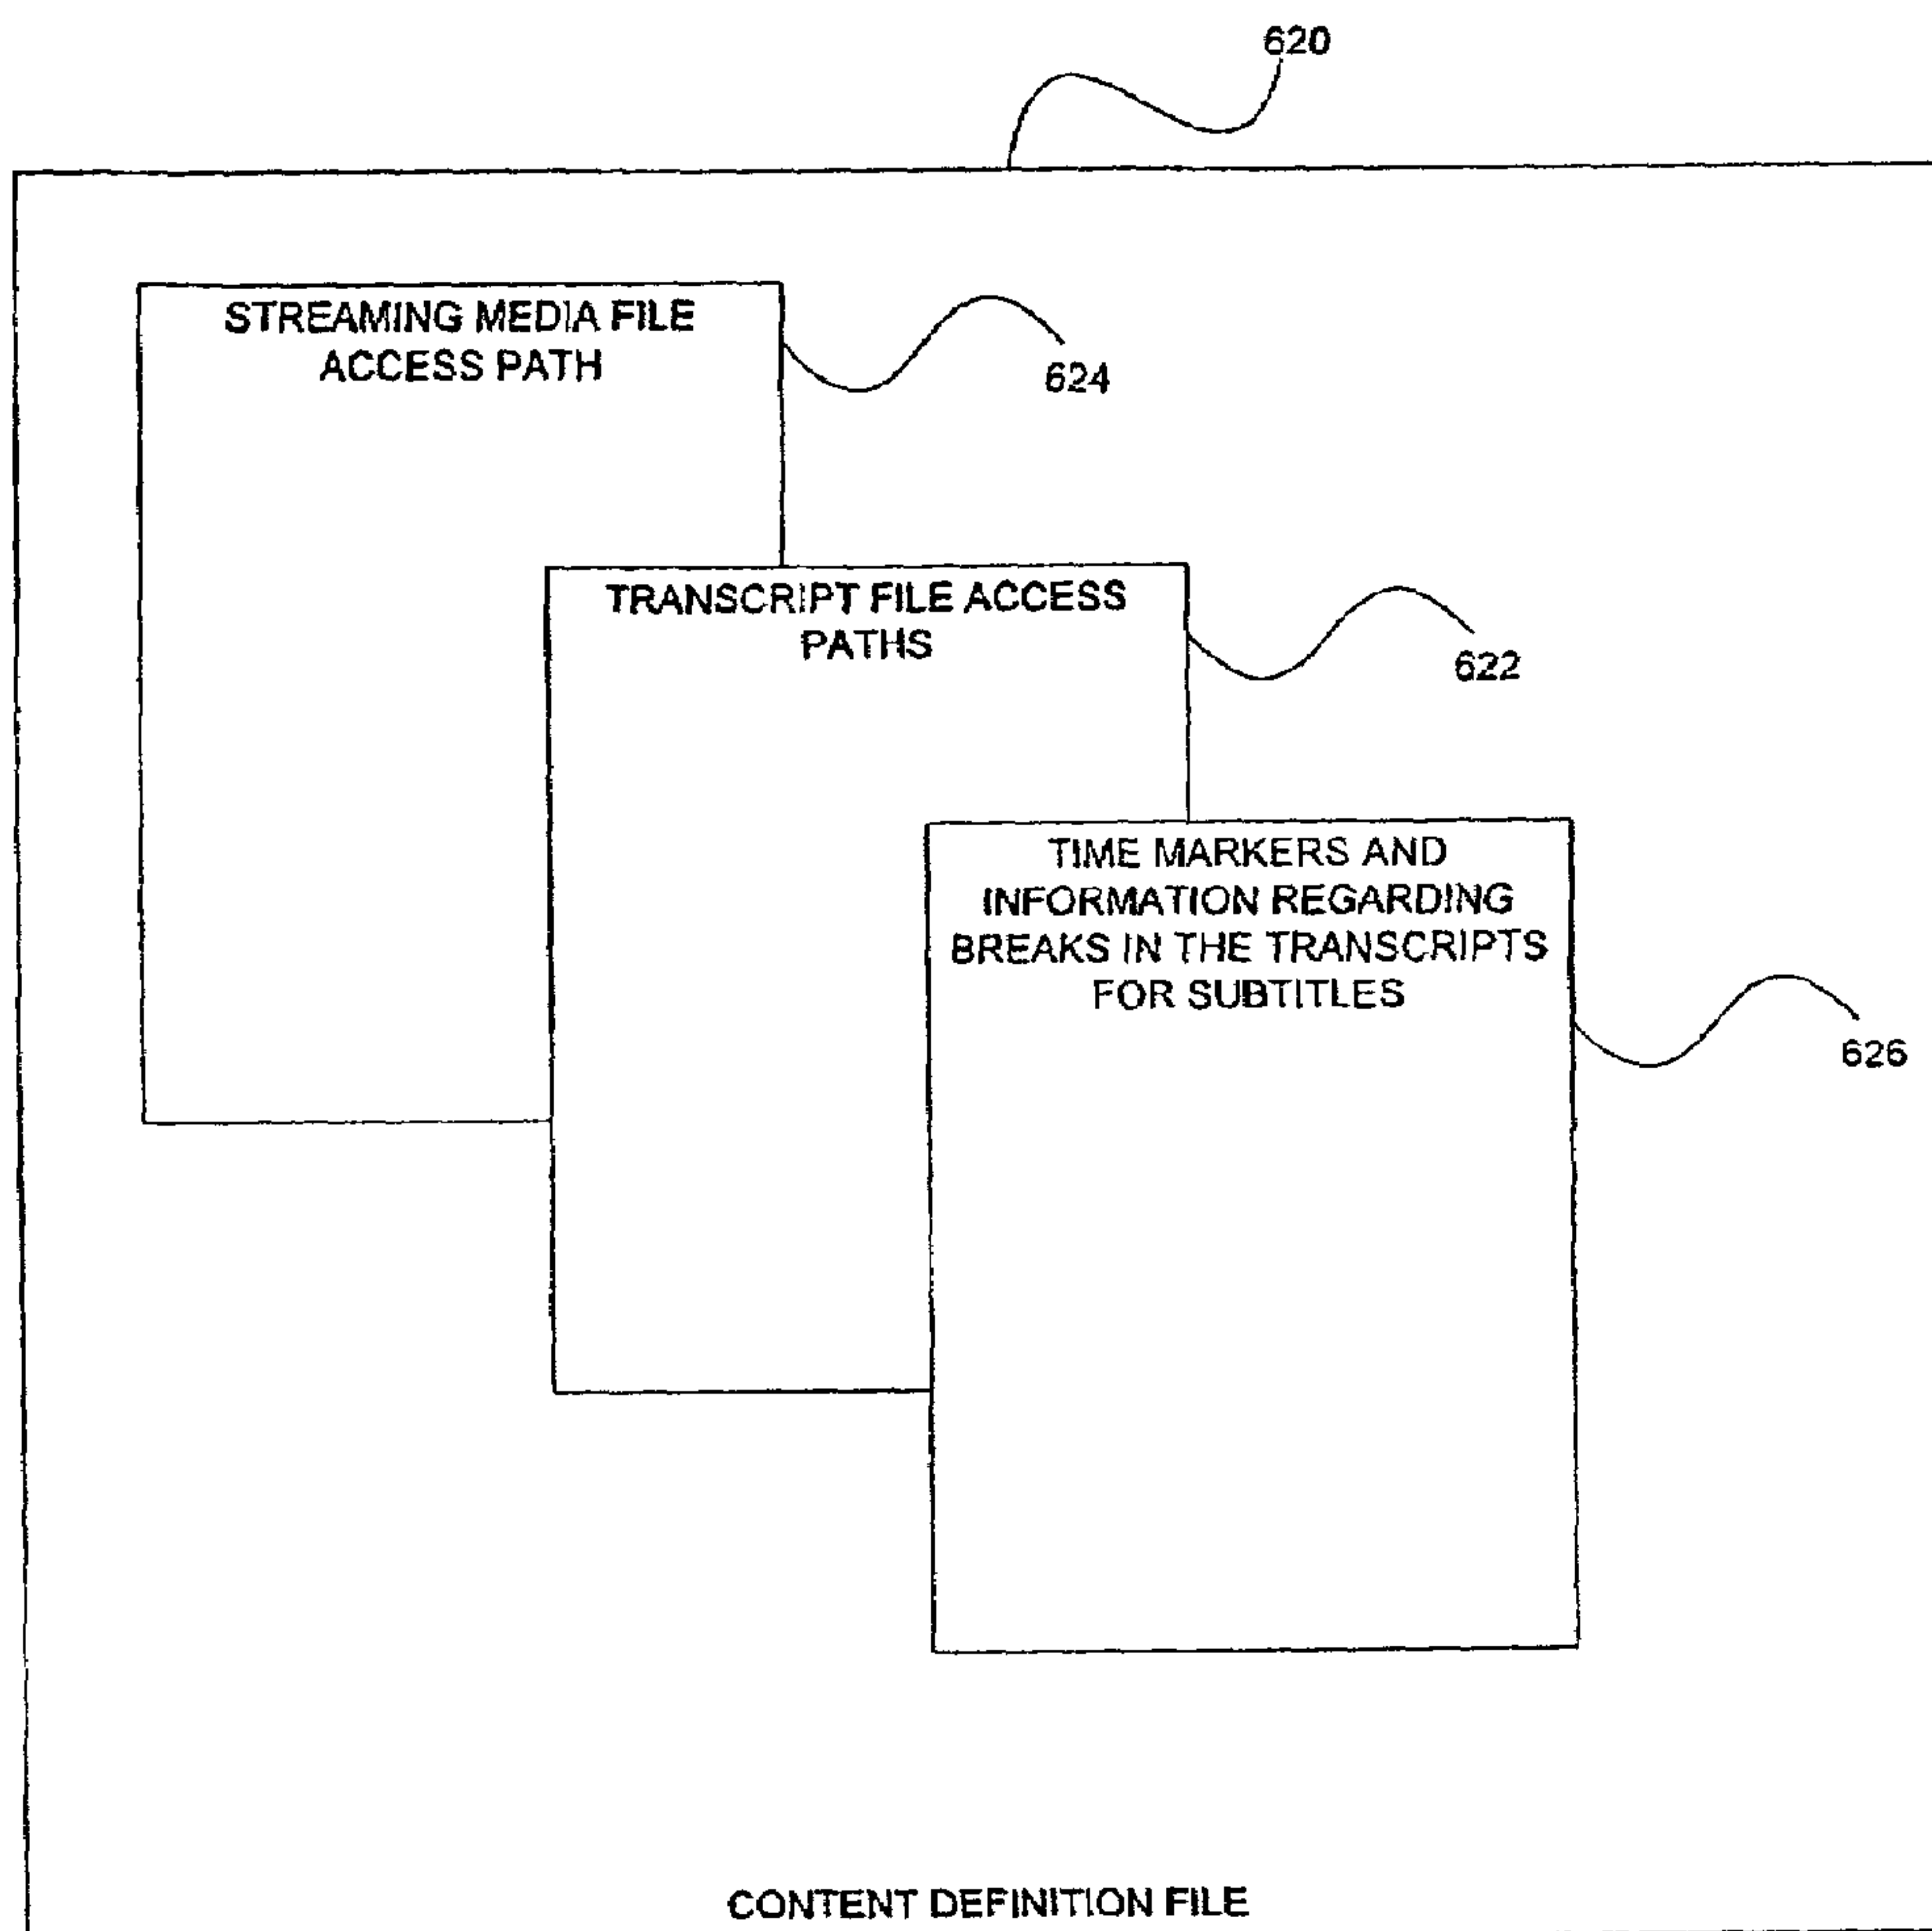 620
STREAMING MEDIA FILE
ACCESS PATH
624
TRANSCRIPT FILE ACCESS
PATHS
622
TIME MARKERS AND
INFORMATION REGARDING
BREAKS IN THE TRANSCRIPTS
FOR SUBTITLES
626
CONTENT DEFINITION FILE